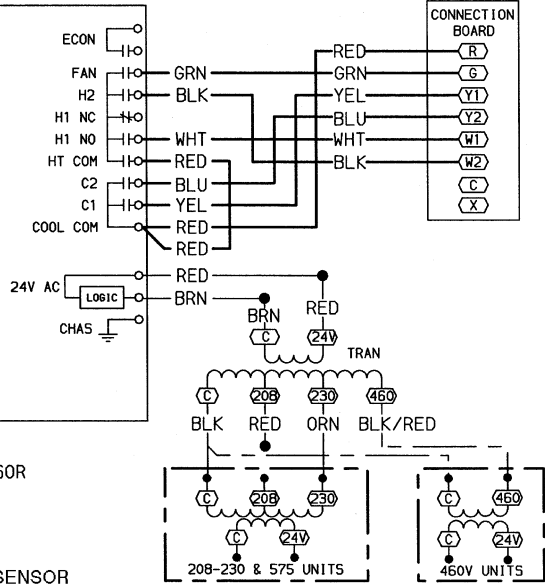 CONNECTION
BOARD
ECON
RED R
FAN GRN GRN G
H2 BLK YEL Y1
H1 NC BLU Y2
H1 NO WHT WHT W1
HT COM RED BLK W2
C2 BLU C
C1 YEL X
COOL COM RED
RED
24V AC RED
LOGIC BRN
BRN RED
CHAS
C 24V
TRAN
C 208 230 460
BLK RED ORN BLK/RED
SOR
C 208 230 C 460
C 24V C 24V
208-230 & 575 UNITS 460V UNITS
SENSOR